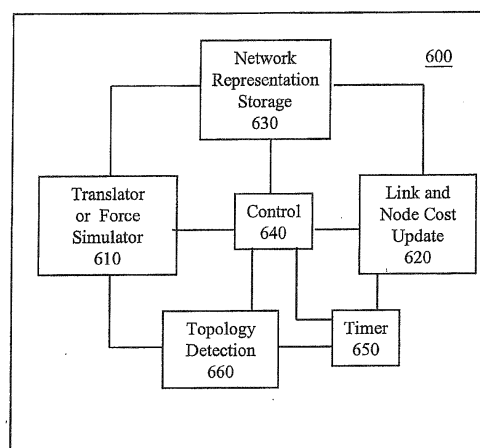 600
Network
Representation
Storage
630
Translator
or Force
Simulator
610
Control
640
Link and
Node Cost
Update
620
Topology
Detection
660
Timer
650